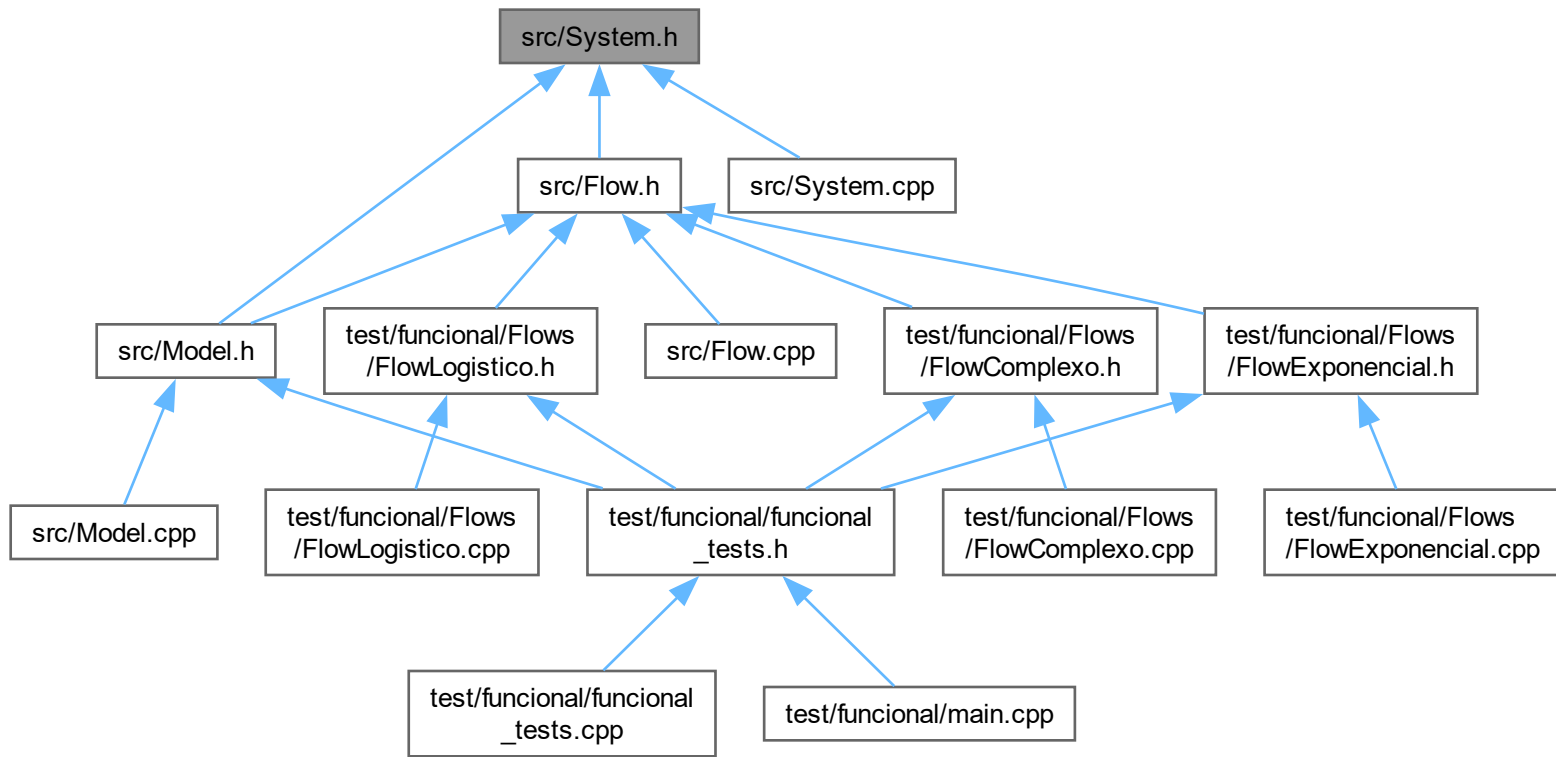 src/System.h
src/Flow.h
src/System.cpp
src/Model.h
test/funcional/Flows
/FlowLogistico.h
src/Flow.cpp
test/funcional/Flows
/FlowComplexo.h
test/funcional/Flows
/FlowExponencial.h
src/Model.cpp
test/funcional/Flows
/FlowLogistico.cpp
test/funcional/funcional
_tests.h
test/funcional/Flows
/FlowComplexo.cpp
test/funcional/Flows
/FlowExponencial.cpp
test/funcional/funcional
_tests.cpp
test/funcional/main.cpp